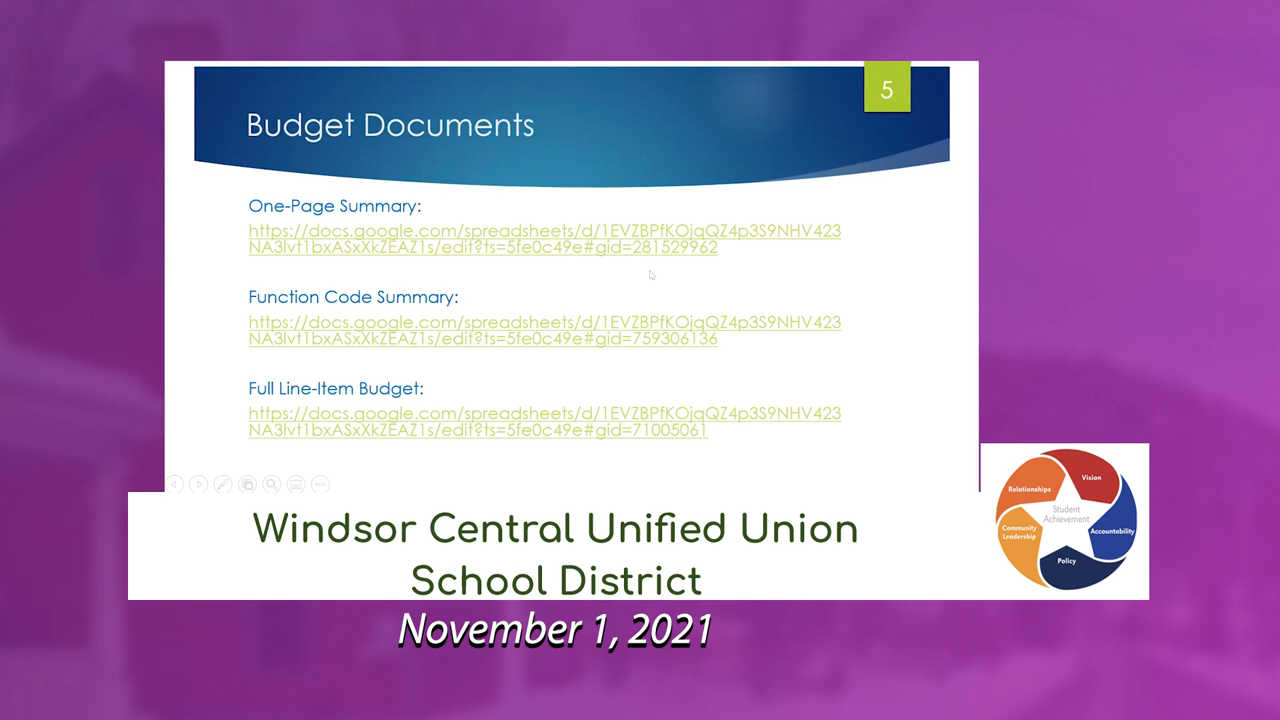 5
Budget Documents
One-Page Summary:
https://docs.google.com/spreadsheets/d/1EVZBPfKOjqQZ4p3S9NHV423
NA3lvt1bxASxXkZEAZ1s/edit?ts=5fe0c49e#gid=281529962
Function Code Summary:
https://docs.google.com/spreadsheets/d/1EVZBPfKOjqQZ4p3S9NHV423
NA3lvt1bxASxXkZEAZ1s/edit?ts=5fe0c49e#gid=759306136
Full Line-Item Budget:
https://docs.google.com/spreadsheets/d/1EVZBPfKOjqQZ4p3S9NHV423
NA3lvt1bxASxXkZEAZ1s/edit?ts=5fe0c49e#gid=71005061
Windsor Central Unified Union
School District
November 1, 2021
Relationships
Vision
Student
Achievement
Community
Leadership
Accountability
Policy